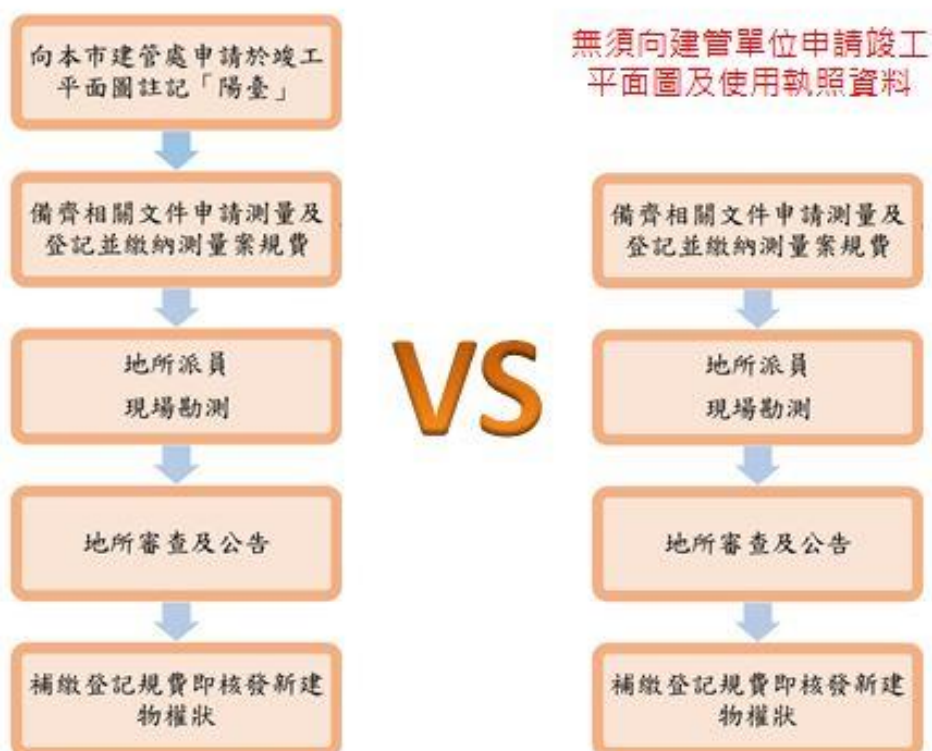 向本市建管處申請於竣工
平面圖註記「陽臺」
備齊相關文件申請測量及
登記並繳納測量案規費
地所派員
現場勘測
地所審查及公告
補繳登記規費即核發新建
物權狀
VS
無須向建管單位申請竣工
平面圖及使用執照資料
備齊相關文件申請測量及
登記並繳納測量案規費
地所派員
現場勘測
地所審查及公告
補繳登記規費即核發新建
物權狀